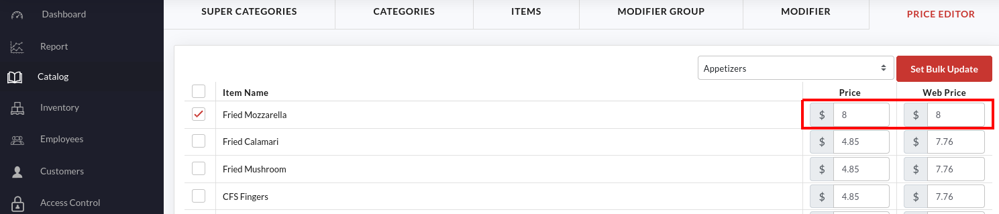 Dashboard
Report
Catalog
Inventory
Employees
Customers
Access Control
SUPER CATEGORIES
CATEGORIES
ITEMS
MODIFIER GROUP
MODIFIER
PRICE EDITOR
Appetizers
Set Bulk Update
Item Name Price Web Price
Fried Mozzarella $ 8 $ 8
Fried Calamari $ 4.85 $ 7.76
Fried Mushroom $ 4.85 $ 7.76
CFS Fingers $ 4.85 $ 7.76